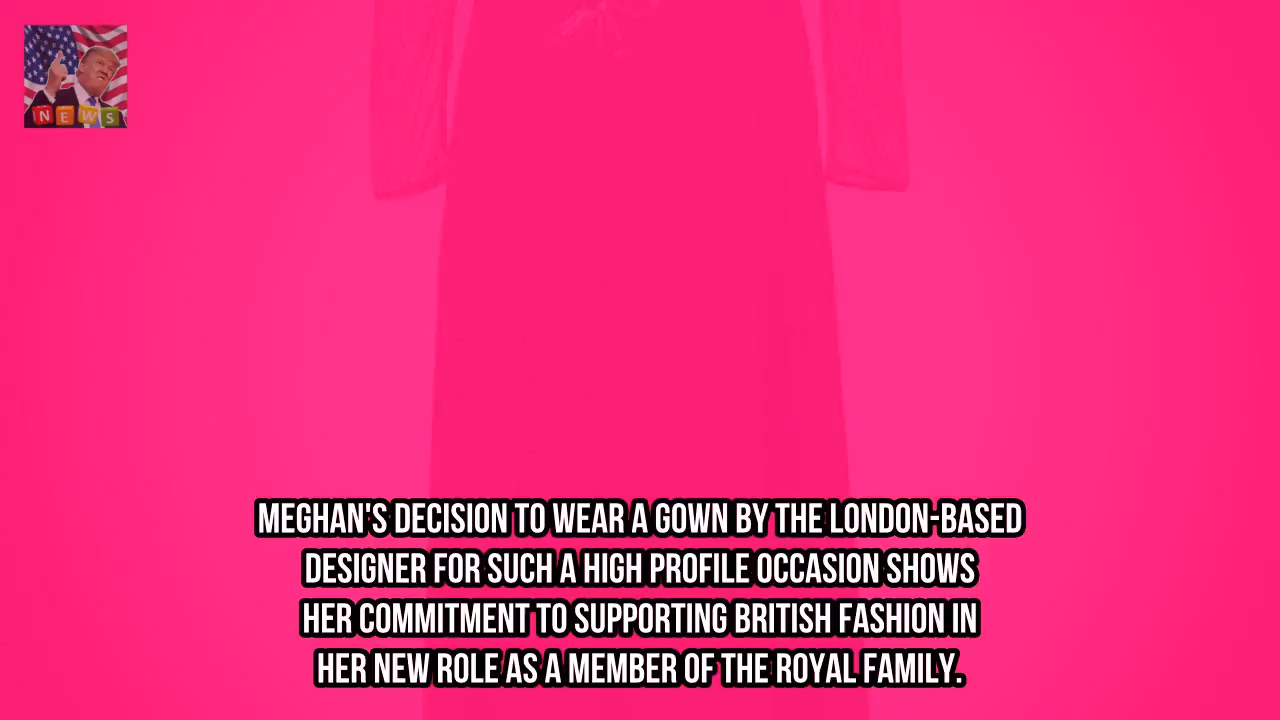 NEWS
MEGHAN'S DECISION TO WEAR A GOWN BY THE LONDON-BASED
DESIGNER FOR SUCH A HIGH PROFILE OCCASION SHOWS
HER COMMITMENT TO SUPPORTING BRITISH FASHION IN
HER NEW ROLE AS A MEMBER OF THE ROYAL FAMILY.